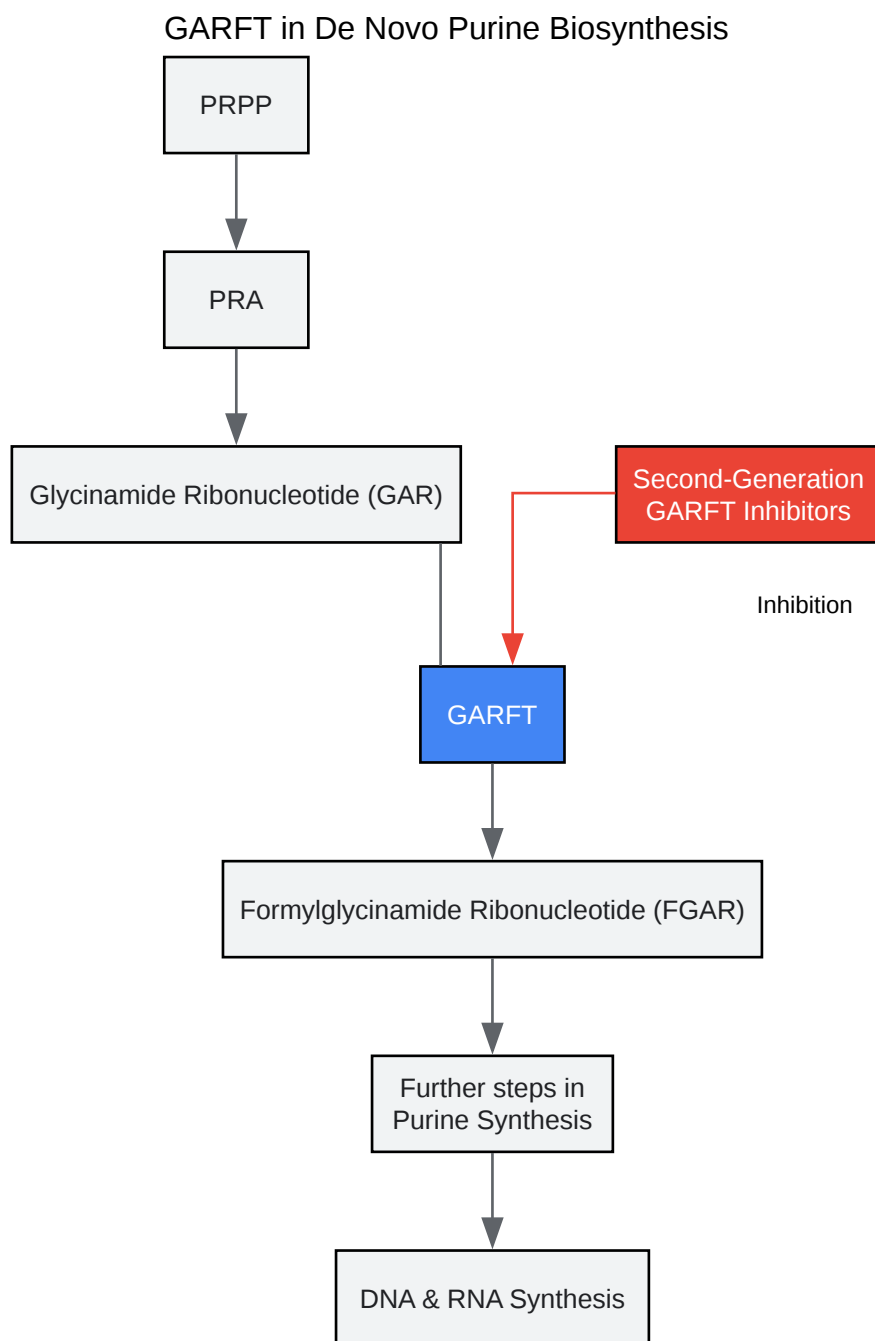 GARFT in De Novo Purine Biosynthesis
PRPP
PRA
Glycinamide Ribonucleotide (GAR)
Second-Generation
GARFT Inhibitors
Inhibition
GARFT
Formylglycinamide Ribonucleotide (FGAR)
Further steps in
Purine Synthesis
DNA & RNA Synthesis